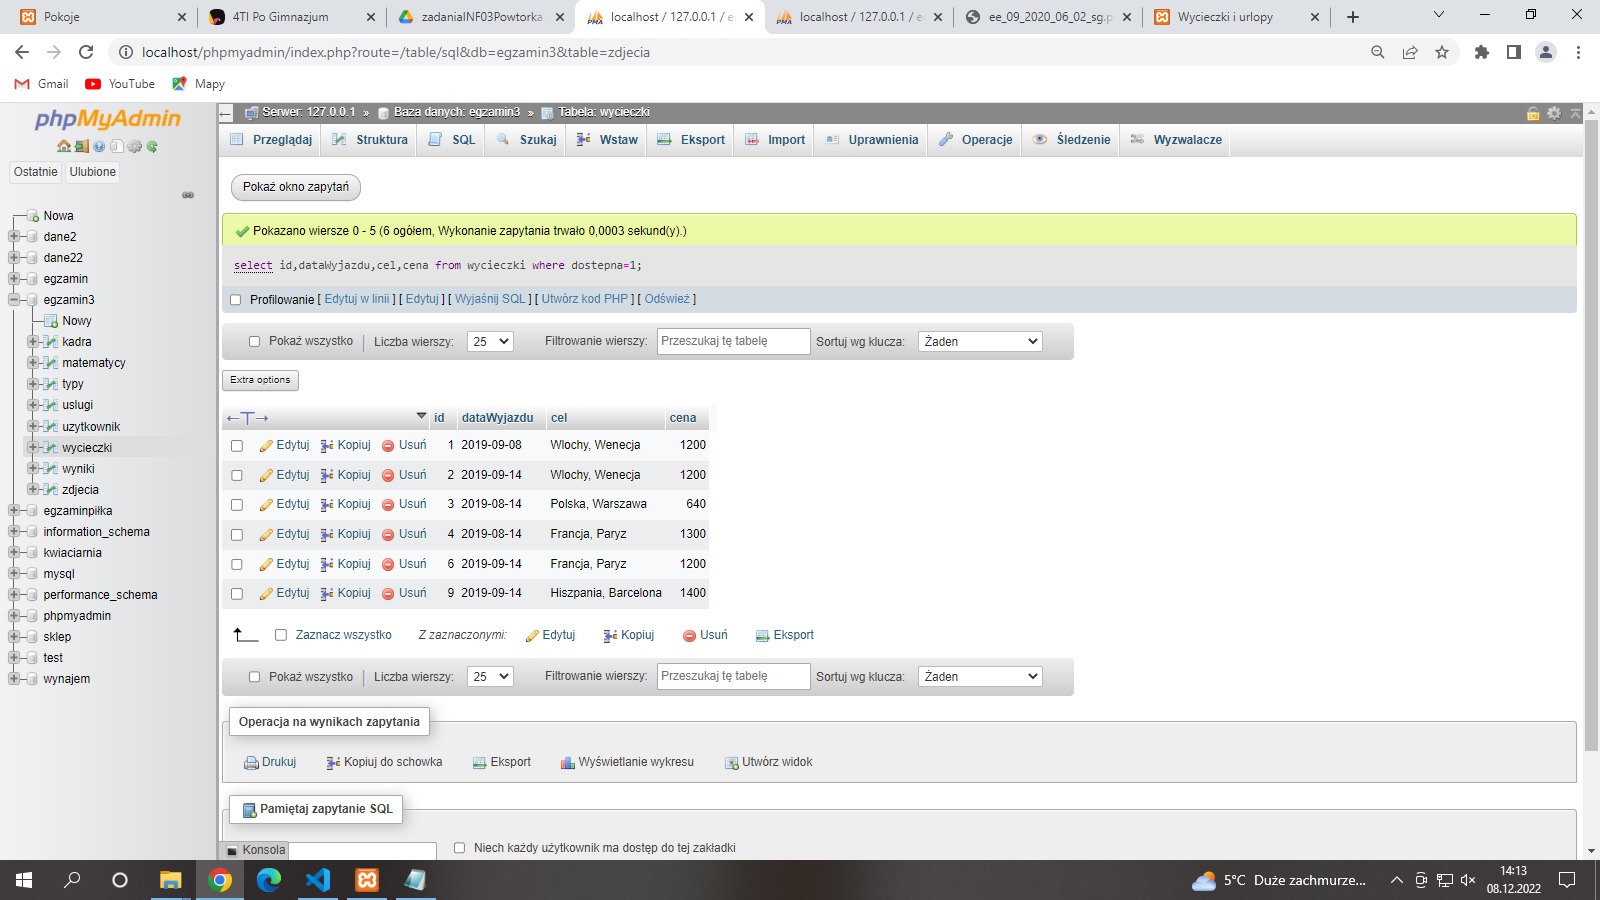 Pokoje
4TI Po Gimnazjum
zadaniaINF03Powtorka
localhost / 127.0.0.1 / e
localhost / 127.0.0.1 / e
ee_09_2020_06_02_sg.p
Wycieczki i urlopy
localhost/phpmyadmin/index.php?route=/table/sql&db=egzamin3&table=zdjecia
Gmail
YouTube
Mapy
phpMyAdmin
Ostatnie
Ulubione
Nowa
dane2
dane22
egzamin
egzamin3
Nowy
kadra
matematycy
typy
uslugi
uzytkownik
wycieczki
wyniki
zdjecia
egzaminpiłka
information_schema
kwiaciarnia
mysql
performance_schema
phpmyadmin
sklep
test
wynajem
Serwer: 127.0.0.1 » Baza danych: egzamin3 » Tabela: wycieczki
Przeglądaj Struktura SQL Szukaj Wstaw Eksport Import Uprawnienia Operacje Śledzenie Wyzwalacze
Pokaż okno zapytań
Pokazano wiersze 0 - 5 (6 ogółem, Wykonanie zapytania trwało 0,0003 sekund(y).)
select id,dataWyjazdu,cel,cena from wycieczki where dostepna=1;
Profilowanie [ Edytuj w linii ] [ Edytuj ] [ Wyjaśnij SQL ] [ Utwórz kod PHP ] [ Odśwież ]
Pokaż wszystko | Liczba wierszy: 25 Filtrowanie wierszy: Przeszukaj tę tabelę Sortuj wg klucza: Żaden
Extra options
←T→ id dataWyjazdu cel cena
Edytuj Kopiuj Usuń 1 2019-09-08 Wlochy, Wenecja 1200
Edytuj Kopiuj Usuń 2 2019-09-14 Wlochy, Wenecja 1200
Edytuj Kopiuj Usuń 3 2019-08-14 Polska, Warszawa 640
Edytuj Kopiuj Usuń 4 2019-08-14 Francja, Paryz 1300
Edytuj Kopiuj Usuń 6 2019-09-14 Francja, Paryz 1200
Edytuj Kopiuj Usuń 9 2019-09-14 Hiszpania, Barcelona 1400
Zaznacz wszystko Z zaznaczonymi: Edytuj Kopiuj Usuń Eksport
Pokaż wszystko | Liczba wierszy: 25 Filtrowanie wierszy: Przeszukaj tę tabelę Sortuj wg klucza: Żaden
Operacja na wynikach zapytania
Drukuj Kopiuj do schowka Eksport Wyświetlanie wykresu Utwórz widok
Pamiętaj zapytanie SQL
Konsola
Niech każdy użytkownik ma dostęp do tej zakładki
5°C Duże zachmurze...
14:13
08.12.2022